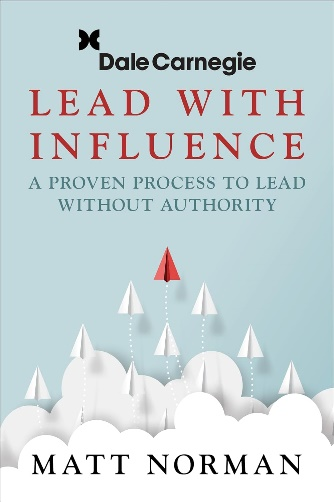 Dale Carnegie
LEAD WITH
INFLUENCE
A PROVEN PROCESS TO LEAD
WITHOUT AUTHORITY
MATT NORMAN